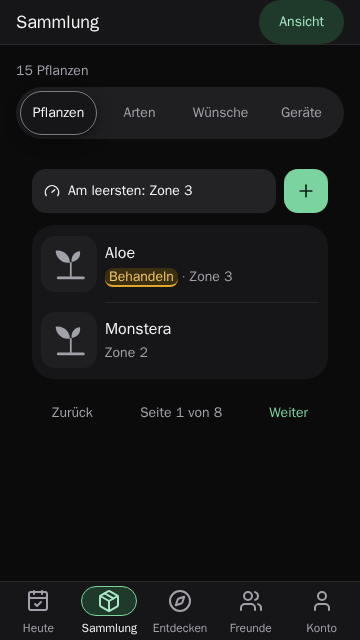 Sammlung
Ansicht
15 Pflanzen
Pflanzen
Arten
Wünsche
Geräte
Am leersten: Zone 3
Aloe
Behandeln · Zone 3
Monstera
Zone 2
Zurück
Seite 1 von 8
Weiter
Heute
Sammlung
Entdecken
Freunde
Konto